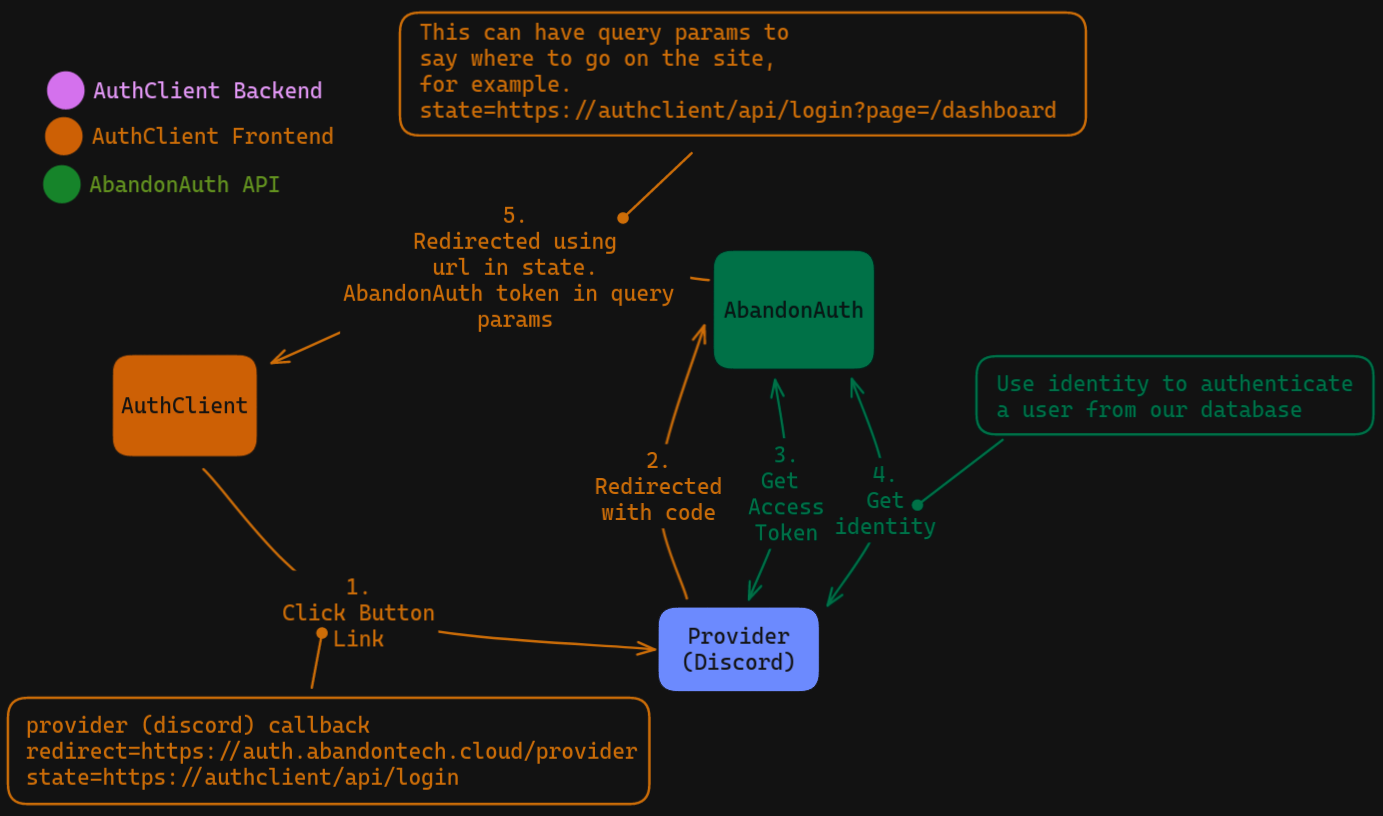 This can have query params to
say where to go on the site,
for example.
state=https://authclient/api/login?page=/dashboard
AuthClient Backend
AuthClient Frontend
AbandonAuth API
5.
Redirected using
url in state.
AbandonAuth token in query
params
AbandonAuth
AuthClient
Use identity to authenticate
a user from our database
2.
Redirected
with code
3.
Get
Access
Token
4.
Get
identity
1.
Click Button
Link
Provider
(Discord)
provider (discord) callback
redirect=https://auth.abandontech.cloud/provider
state=https://authclient/api/login